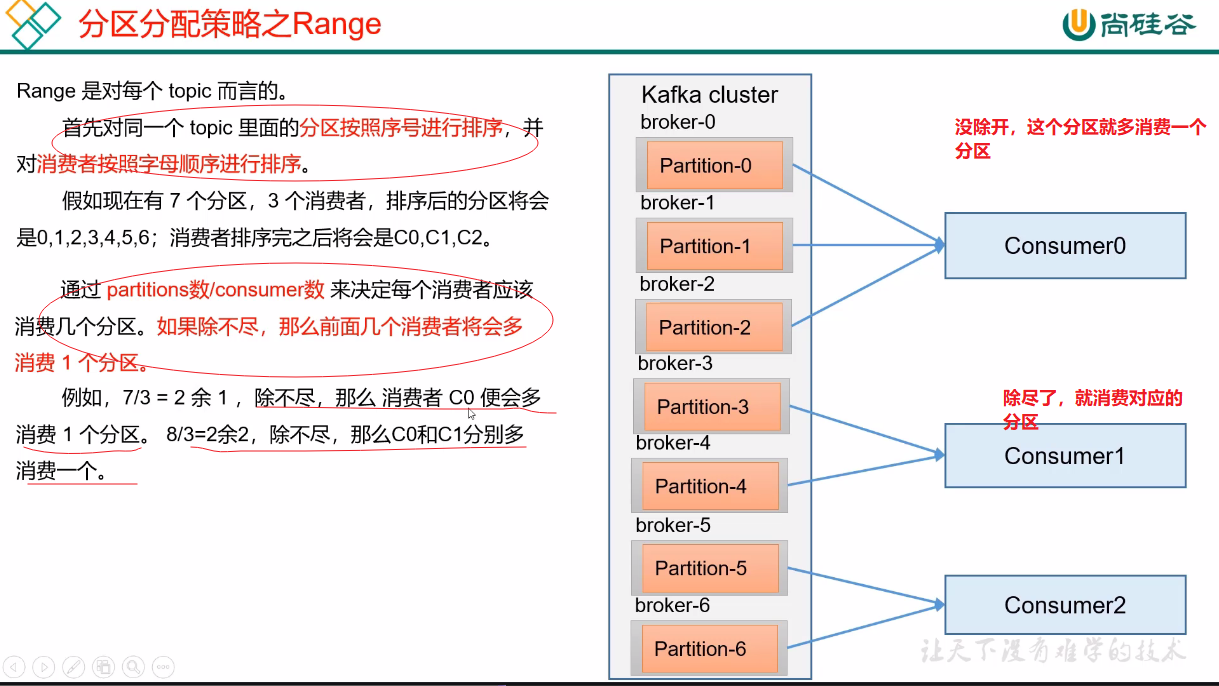 分区分配策略之Range
尚硅谷
Range 是对每个 topic 而言的。
首先对同一个 topic 里面的分区按照序号进行排序，并
对消费者按照字母顺序进行排序。
假如现在有 7 个分区，3 个消费者，排序后的分区将会
是0,1,2,3,4,5,6；消费者排序完之后将会是C0,C1,C2。
通过 partitions数/consumer数 来决定每个消费者应该
消费几个分区。如果除不尽，那么前面几个消费者将会多
消费 1 个分区。
例如，7/3 = 2 余 1 ，除不尽，那么 消费者 C0 便会多
消费 1 个分区。 8/3=2余2，除不尽，那么C0和C1分别多
消费一个。
Kafka cluster
broker-0
Partition-0
broker-1
Partition-1
broker-2
Partition-2
broker-3
Partition-3
broker-4
Partition-4
broker-5
Partition-5
broker-6
Partition-6
没除开，这个分区就多消费一个
分区
Consumer0
除尽了，就消费对应的
分区
Consumer1
Consumer2
让天下没有难学的技术